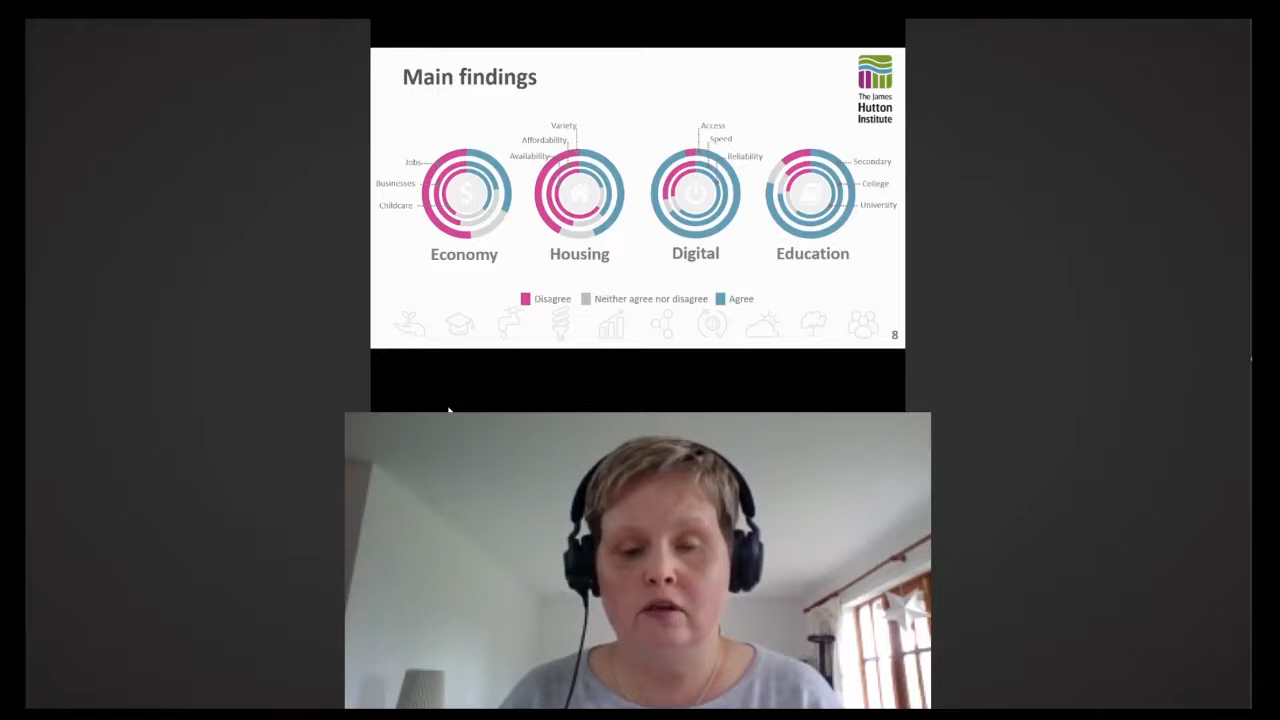 Main findings
The James
Hutton
Institute
Variety
Affordability
Availability
Access
Speed
Reliability
Jobs
Businesses
Childcare
Secondary
College
University
$
Economy
Housing
Digital
Education
Disagree
Neither agree nor disagree
Agree
8